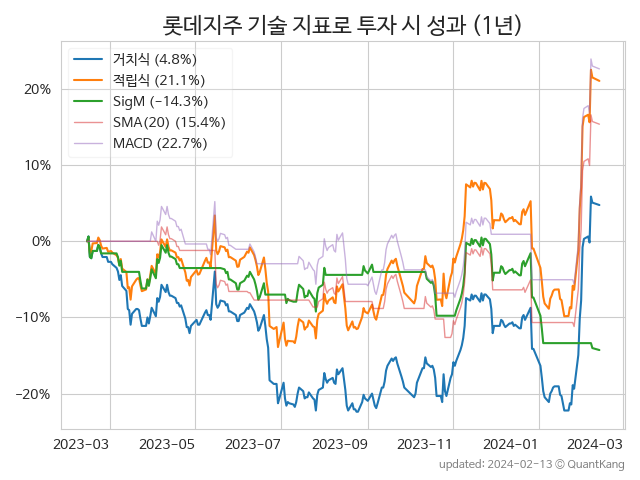 롯데지주 기술 지표로 투자 시 성과 (1년)
거치식 (4.8%)
적립식 (21.1%)
SigM (−14.3%)
SMA(20) (15.4%)
MACD (22.7%)
20%
10%
0%
−10%
−20%
2023-03 2023-05 2023-07 2023-09 2023-11 2024-01 2024-03
updated: 2024-02-13 ⓒ QuantKang